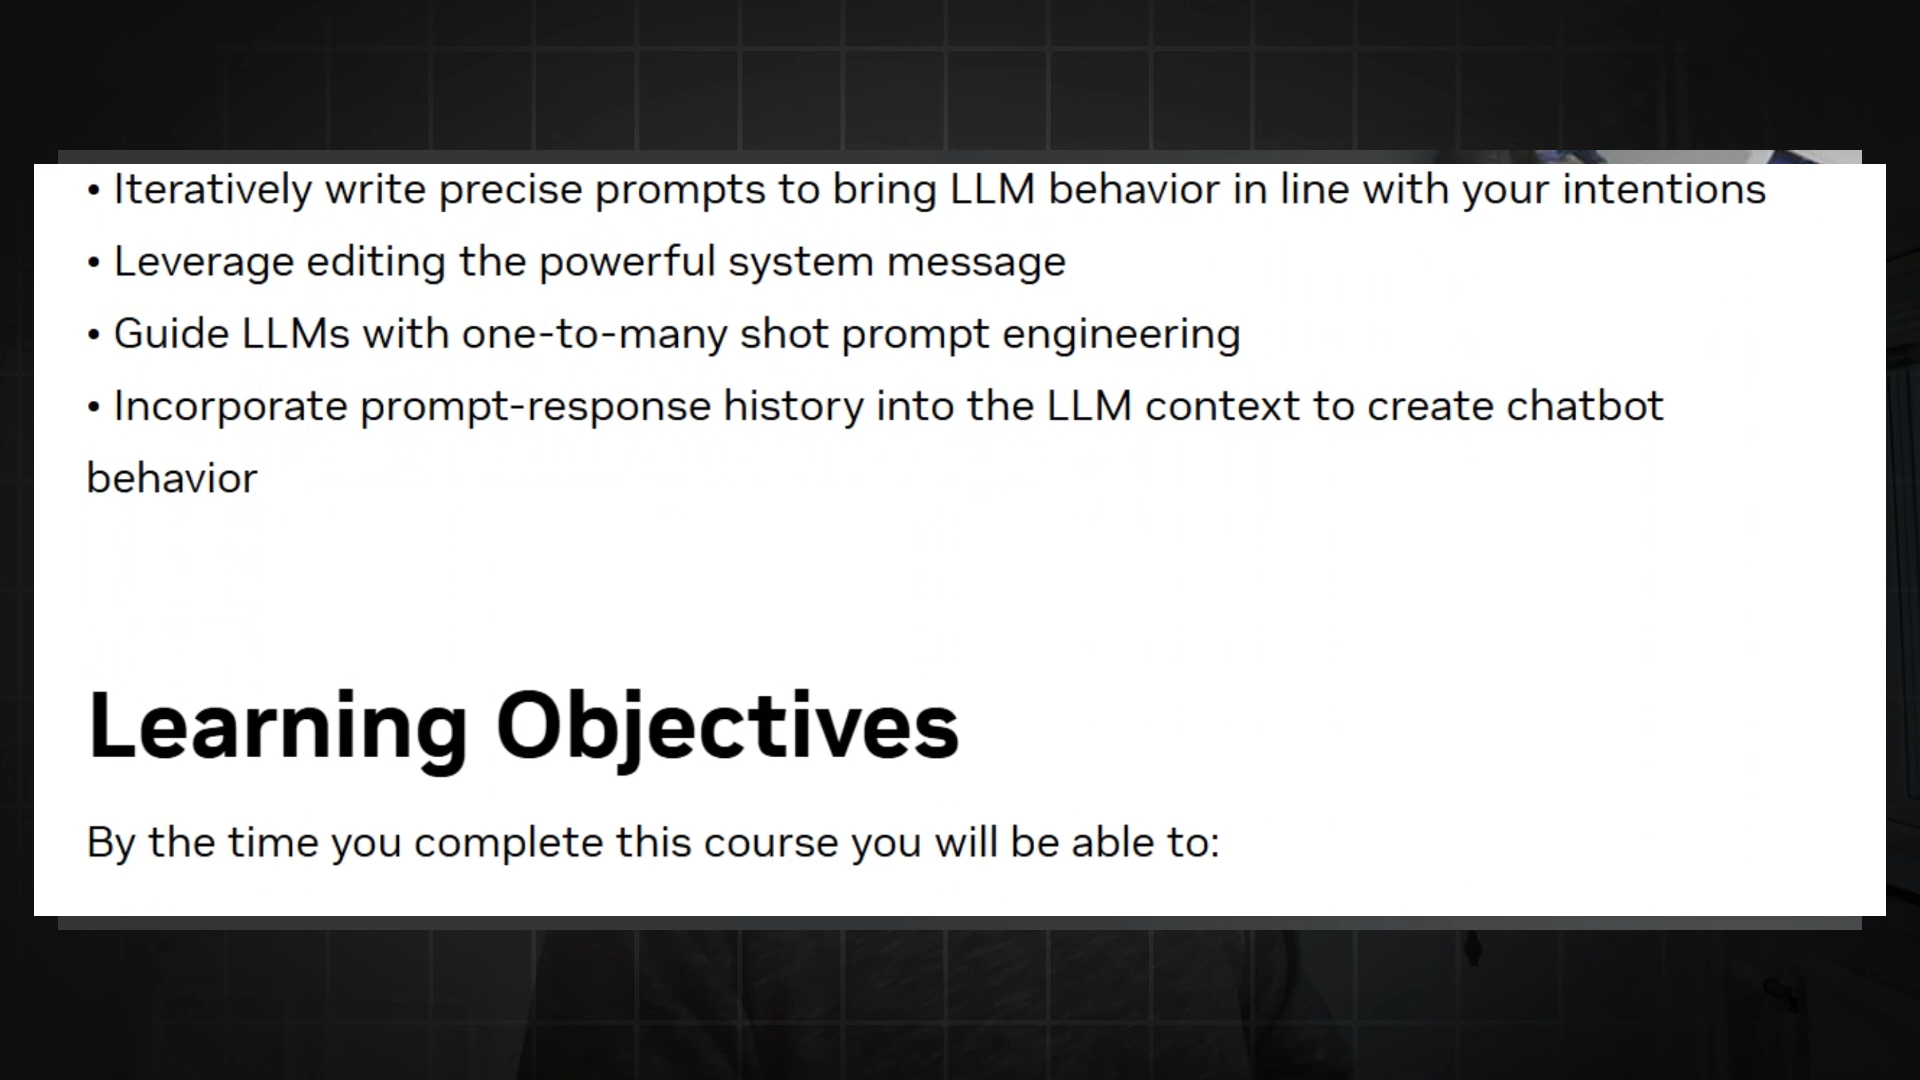 • Iteratively write precise prompts to bring LLM behavior in line with your intentions
• Leverage editing the powerful system message
• Guide LLMs with one-to-many shot prompt engineering
• Incorporate prompt-response history into the LLM context to create chatbot
behavior
Learning Objectives
By the time you complete this course you will be able to: